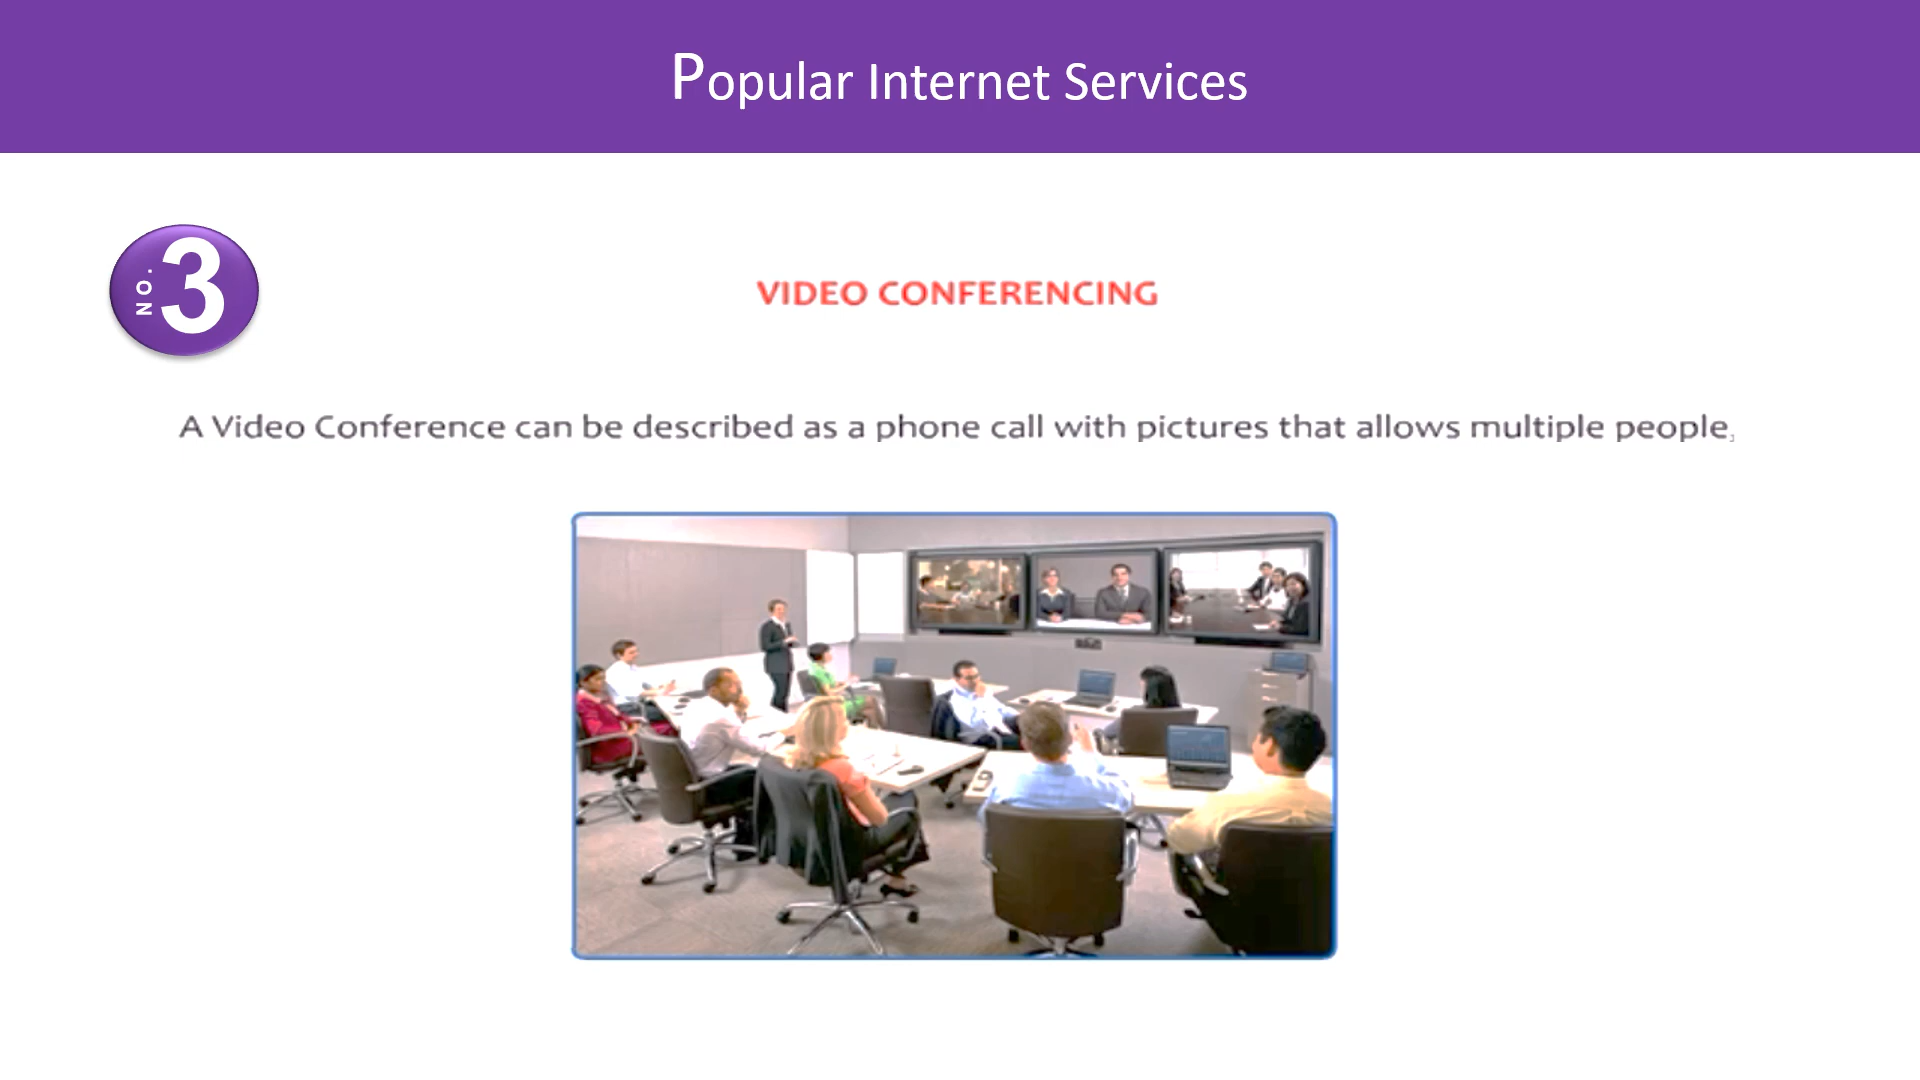 Popular Internet Services
NO. 3
VIDEO CONFERENCING
A Video Conference can be described as a phone call with pictures that allows multiple people,